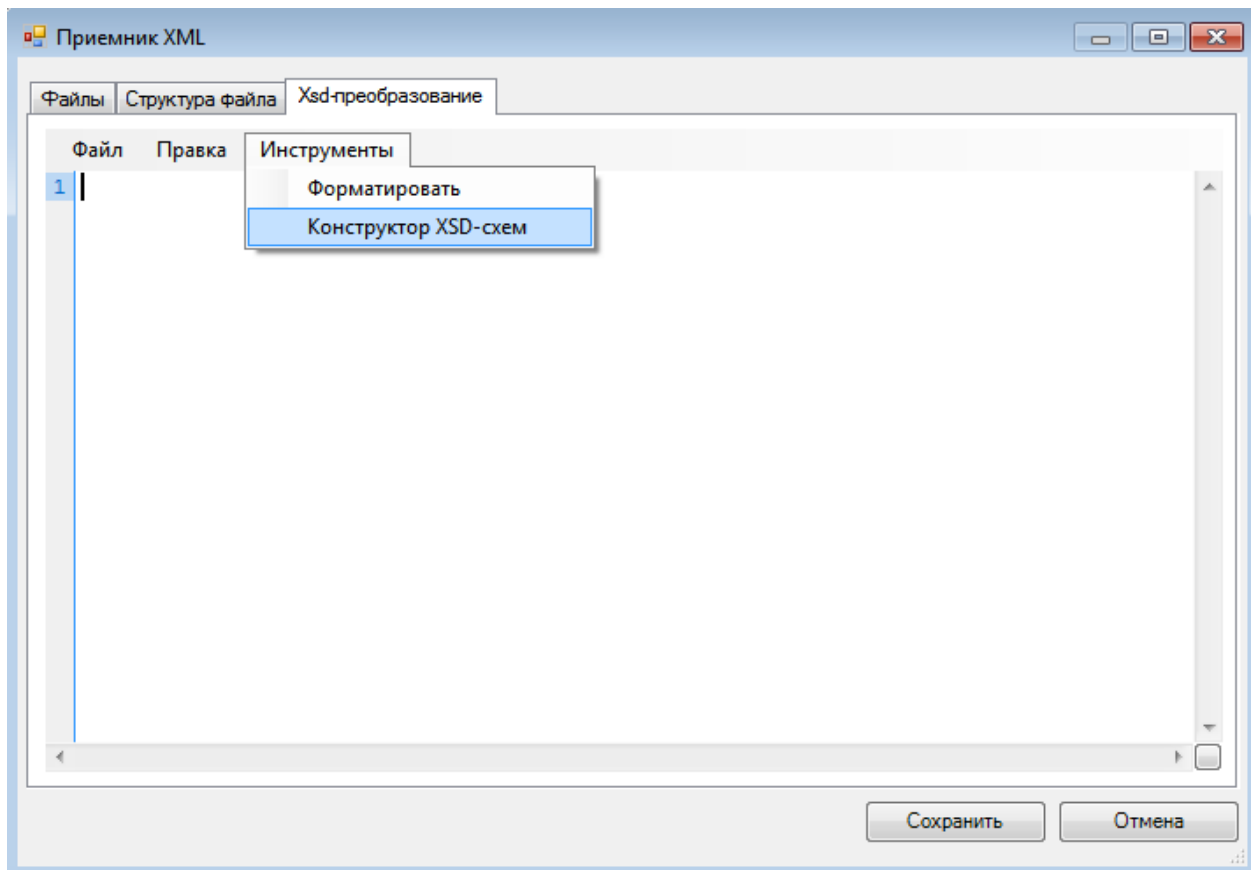 Приемник XML
Файлы Структура файла Xsd-преобразование
Файл Правка Инструменты
1
Форматировать
Конструктор XSD-схем
Сохранить Отмена